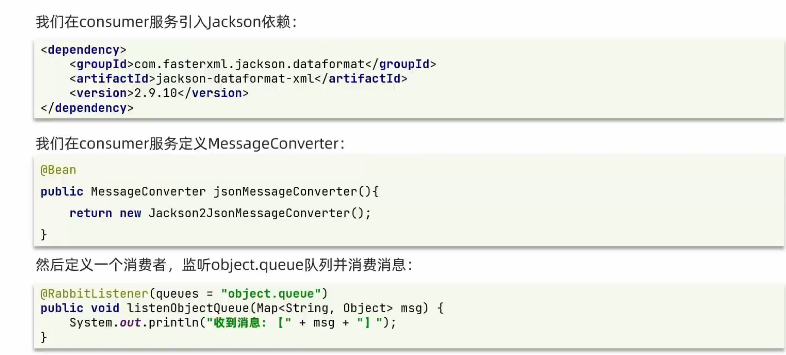 我们在consumer服务引入Jackson依赖：
<dependency>
    <groupId>com.fasterxml.jackson.dataformat</groupId>
    <artifactId>jackson-dataformat-xml</artifactId>
    <version>2.9.10</version>
</dependency>
我们在consumer服务定义MessageConverter：
@Bean
public MessageConverter jsonMessageConverter(){
    return new Jackson2JsonMessageConverter();
}
然后定义一个消费者，监听object.queue队列并消费消息：
@RabbitListener(queues = "object.queue")
public void listenObjectQueue(Map<String, Object> msg) {
    System.out.println("收到消息：【" + msg + "】");
}